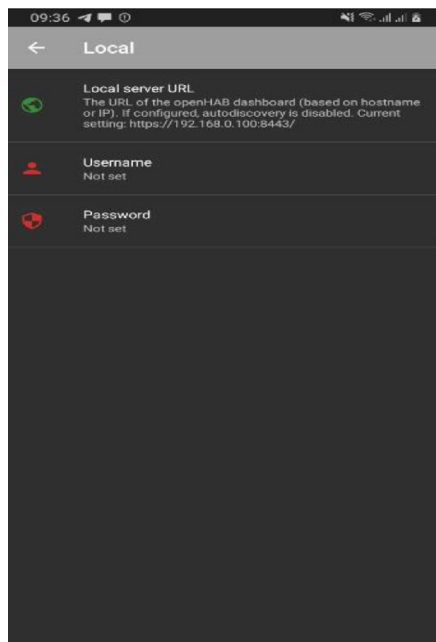 09:36
Local
Local server URL
The URL of the openHAB dashboard (based on hostname
or IP). If configured, autodiscovery is disabled. Current
setting: https://192.168.0.100:8443/
Username
Not set
Password
Not set